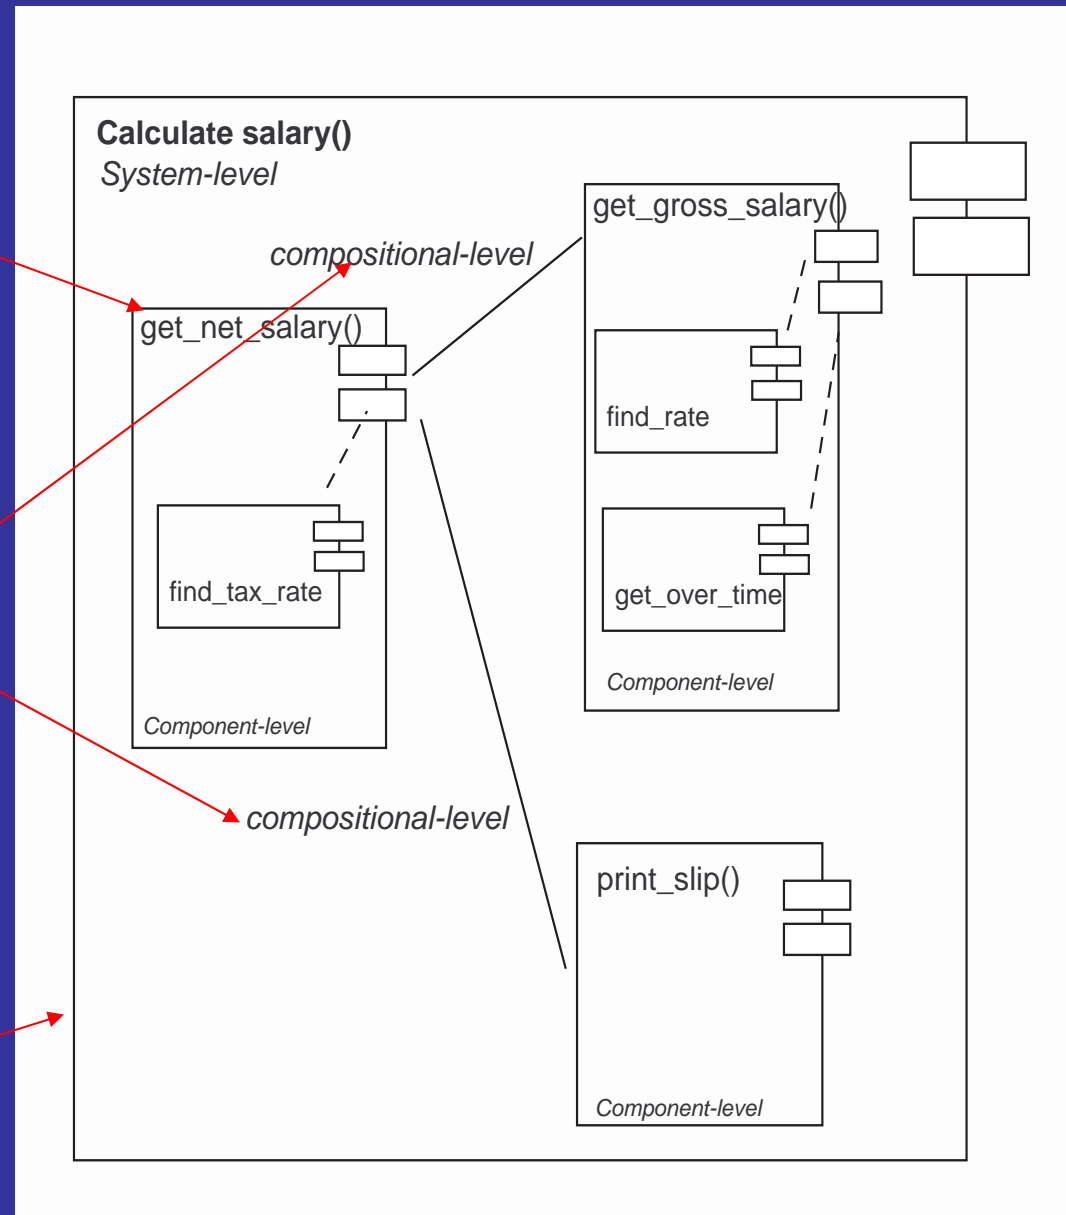 Calculate salary()
System-level
get_gross_salary()
compositional-level
get_net_salary()
find_rate
find_tax_rate
get_over_time
Component-level
Component-level
compositional-level
print_slip()
Component-level